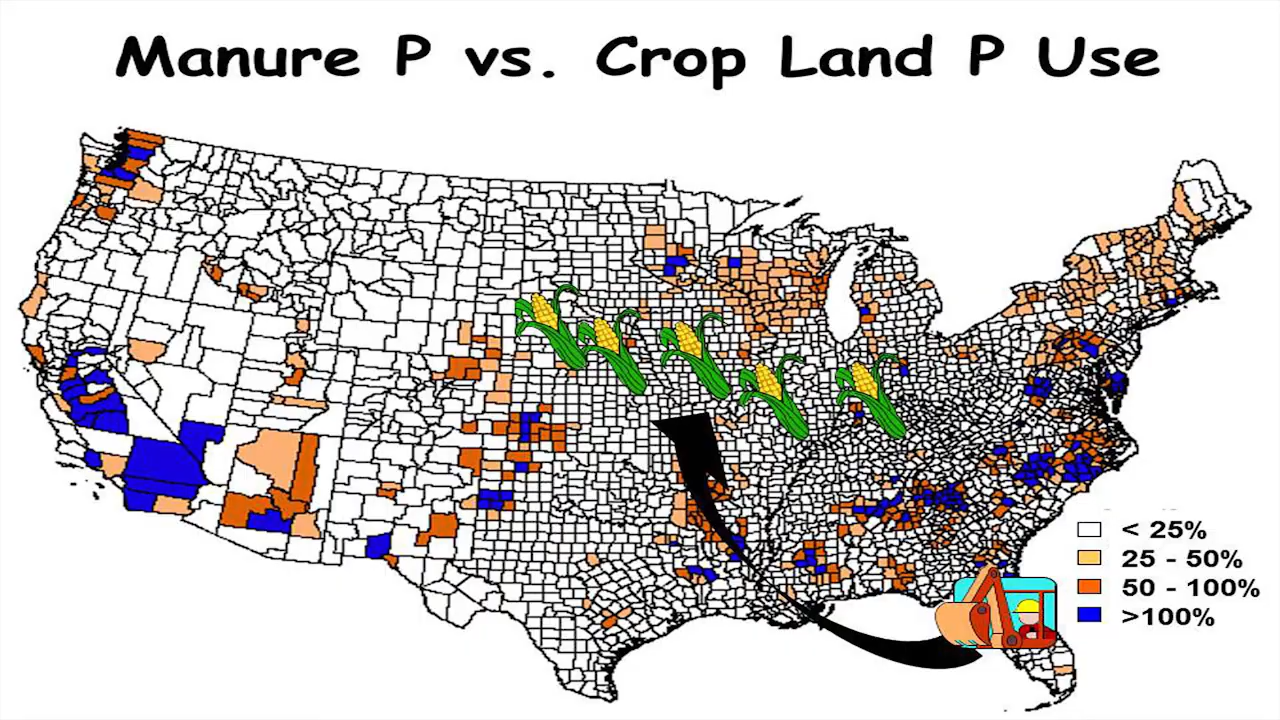 Manure P vs. Crop Land P Use
< 25%
25 - 50%
50 - 100%
>100%